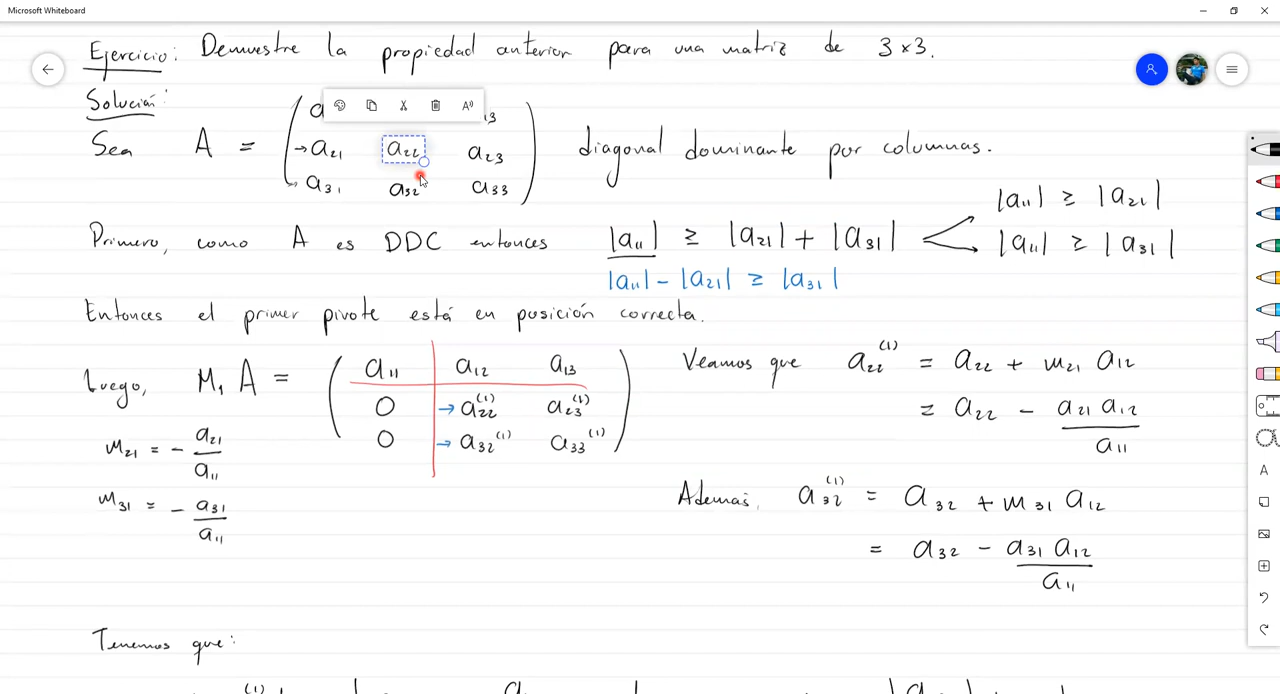 Microsoft Whiteboard
Ejercicio: Demuestre la propiedad anterior para una matriz de 3×3.
Solución:
a 13
Sea A = →a21 a22 a23 diagonal dominante por columnas.
→a31 a32 a33
|a11| ≥ |a21|
Primero, como A es DDC entonces |a11| ≥ |a21| + |a31|
|a11| ≥ |a31|
|a11| − |a21| ≥ |a31|
Entonces el primer pivote está en posición correcta.
Luego, M1 A =
a11 a12 a13
0 → a22(1) a23(1)
0 → a32(1) a33(1)
m21 = − a21/a11
m31 = − a31/a11
Veamos que a22(1) = a22 + m21 a12
= a22 − a21 a12/a11
Además, a32(1) = a32 + m31 a12
= a32 − a31 a12/a11
Tenemos que: